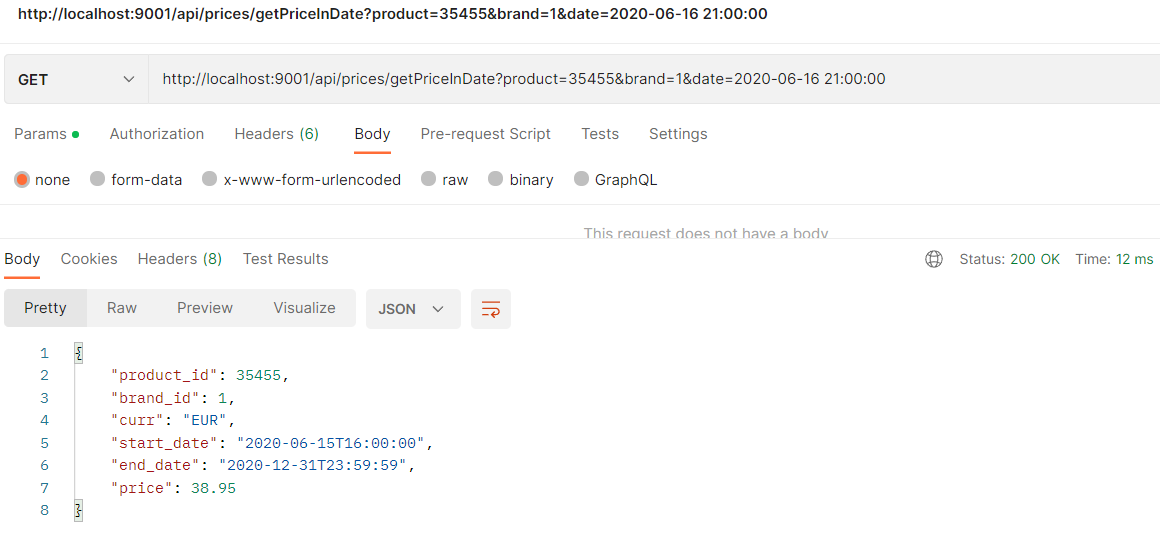 http://localhost:9001/api/prices/getPriceInDate?product=35455&brand=1&date=2020-06-16 21:00:00
GET http://localhost:9001/api/prices/getPriceInDate?product=35455&brand=1&date=2020-06-16 21:00:00
Params Authorization Headers (6) Body Pre-request Script Tests Settings
none form-data x-www-form-urlencoded raw binary GraphQL
This request does not have a body
Body Cookies Headers (8) Test Results Status: 200 OK Time: 12 ms
Pretty Raw Preview Visualize JSON
1 {
2 "product_id": 35455,
3 "brand_id": 1,
4 "curr": "EUR",
5 "start_date": "2020-06-15T16:00:00",
6 "end_date": "2020-12-31T23:59:59",
7 "price": 38.95
8 }